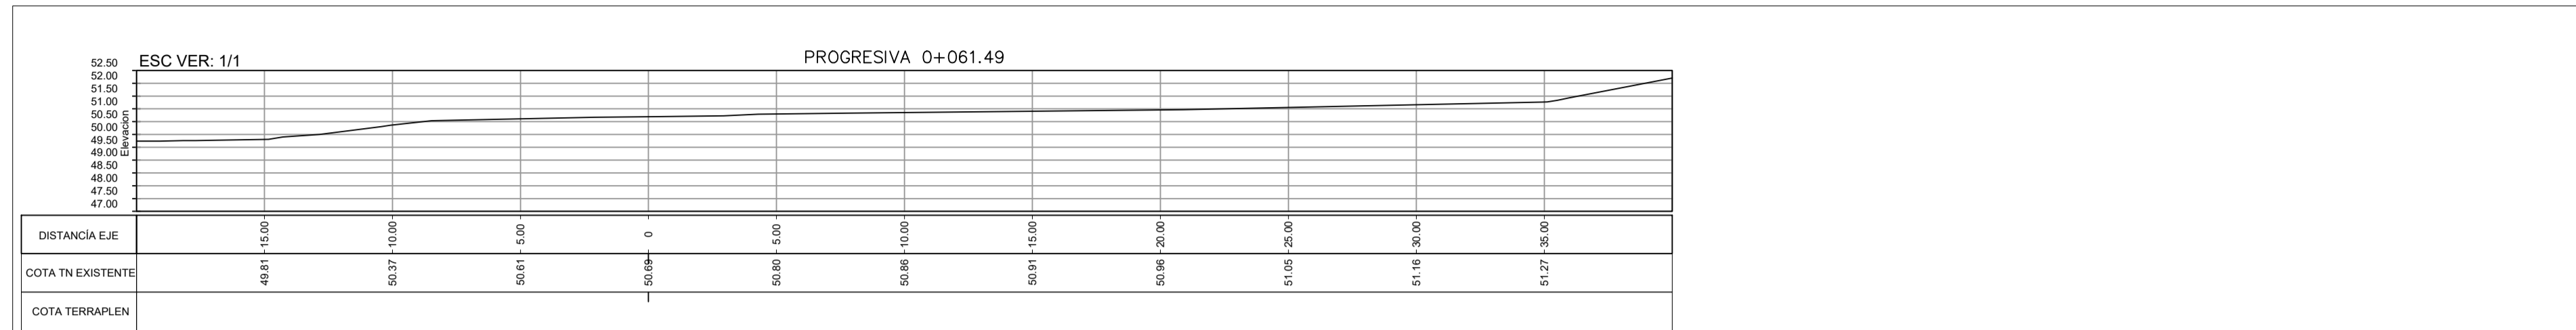 PROGRESIVA 0+061.49
ESC VER: 1/1
52.50
52.00
51.50
51.00
50.50
50.00
49.50
49.00
48.50
48.00
47.50
47.00
Elevacion
DISTANCÍA EJE
15.00 10.00 5.00 0 5.00 10.00 15.00 20.00 25.00 30.00 35.00
COTA TN EXISTENTE
49.81 50.37 50.61 50.69 50.80 50.86 50.91 50.96 51.05 51.16 51.27
COTA TERRAPLEN